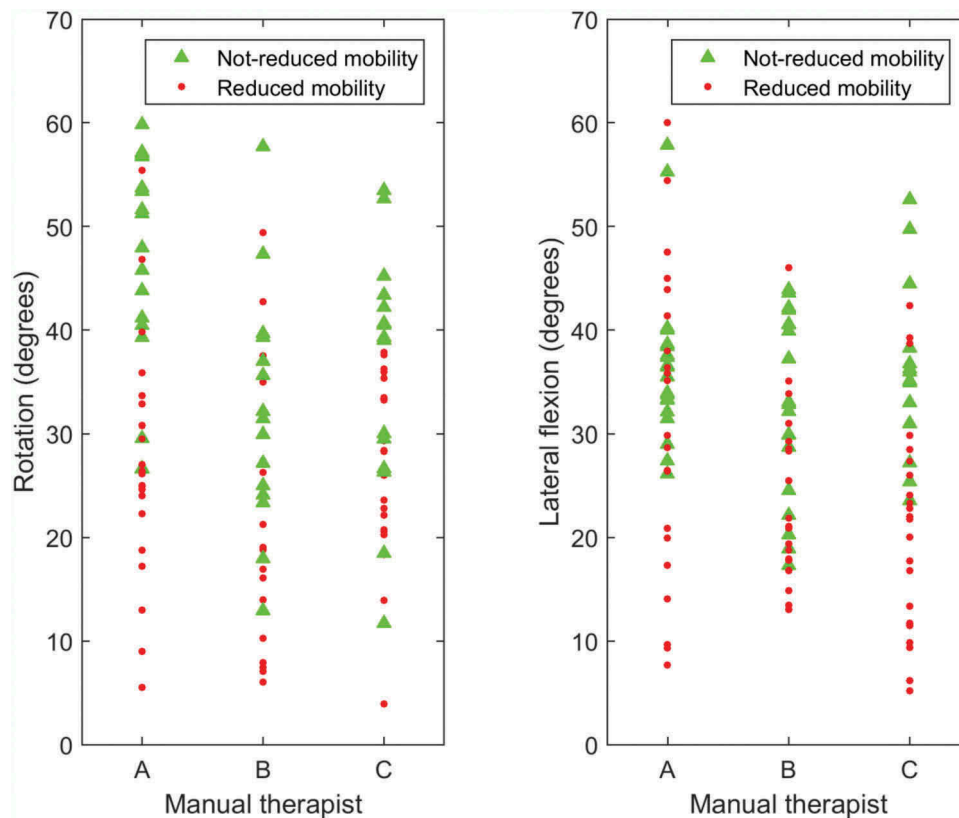 70
60
50
40
30
20
10
0
Rotation (degrees)
Not-reduced mobility
Reduced mobility
A B C
Manual therapist
70
60
50
40
30
20
10
0
Lateral flexion (degrees)
Not-reduced mobility
Reduced mobility
A B C
Manual therapist